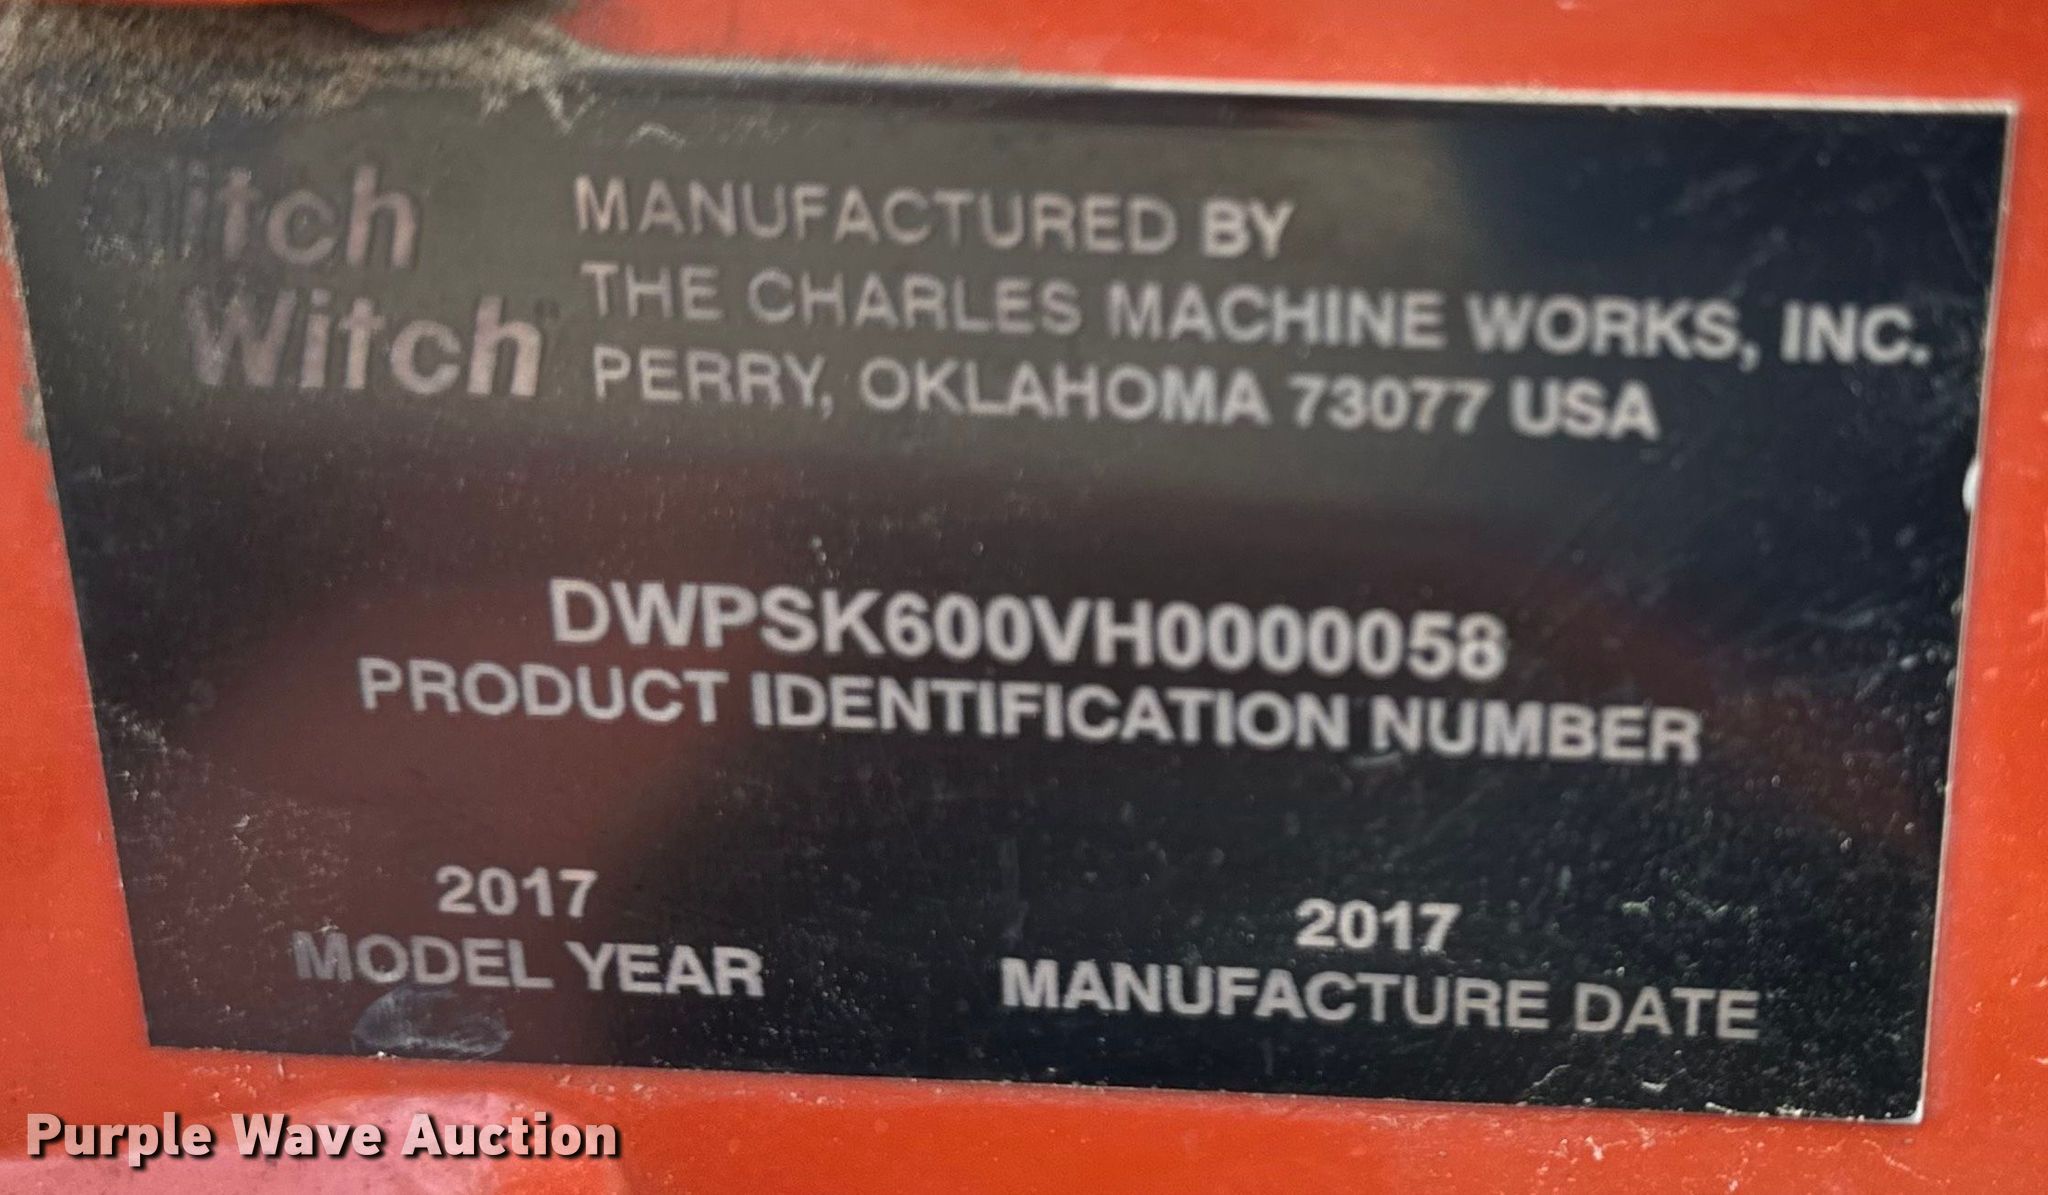 Ditch
Witch
MANUFACTURED BY
THE CHARLES MACHINE WORKS, INC.
PERRY, OKLAHOMA 73077 USA
DWPSK600VH0000058
PRODUCT IDENTIFICATION NUMBER
2017
MODEL YEAR
2017
MANUFACTURE DATE
Purple Wave Auction